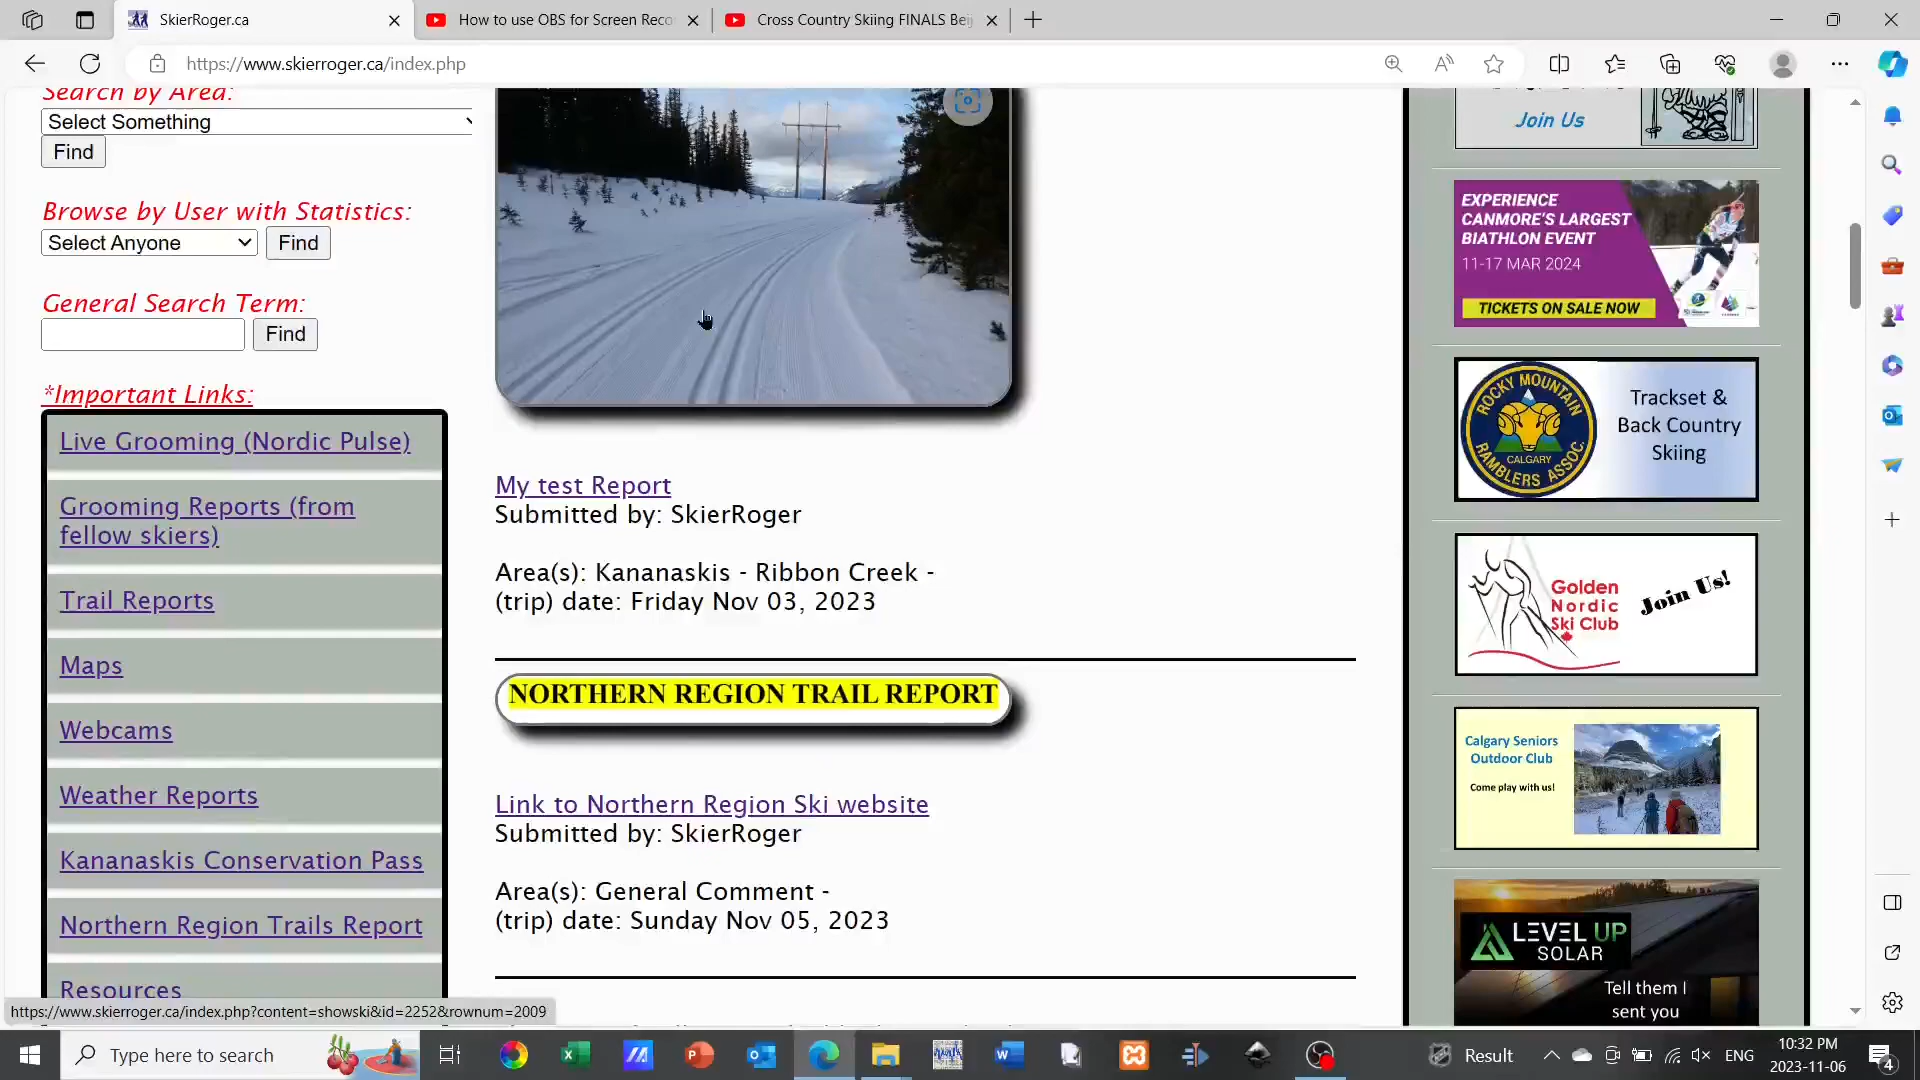 SkierRoger.ca
How to use OBS for Screen Reco
Cross Country Skiing FINALS Beij
https://www.skierroger.ca/index.php
Search by Area:
Select Something
Find
Browse by User with Statistics:
Select Anyone
Find
General Search Term:
Find
*Important Links:
Live Grooming (Nordic Pulse)
Grooming Reports (from
fellow skiers)
Trail Reports
Maps
Webcams
Weather Reports
Kananaskis Conservation Pass
Northern Region Trails Report
Resources
My test Report
Submitted by: SkierRoger
Area(s): Kananaskis - Ribbon Creek -
(trip) date: Friday Nov 03, 2023
NORTHERN REGION TRAIL REPORT
Link to Northern Region Ski website
Submitted by: SkierRoger
Area(s): General Comment -
(trip) date: Sunday Nov 05, 2023
Join Us
EXPERIENCE
CANMORE'S LARGEST
BIATHLON EVENT
11-17 MAR 2024
TICKETS ON SALE NOW
ROCKY MOUNTAIN
RAMBLERS ASSOC.
CALGARY
Trackset &
Back Country
Skiing
Golden
Nordic
Ski Club
Join Us!
Calgary Seniors
Outdoor Club
Come play with us!
LEVEL UP
SOLAR
Tell them I
sent you
https://www.skierroger.ca/index.php?content=showski&id=2252&rownum=2009
Type here to search
Result
ENG
10:32 PM
2023-11-06
4